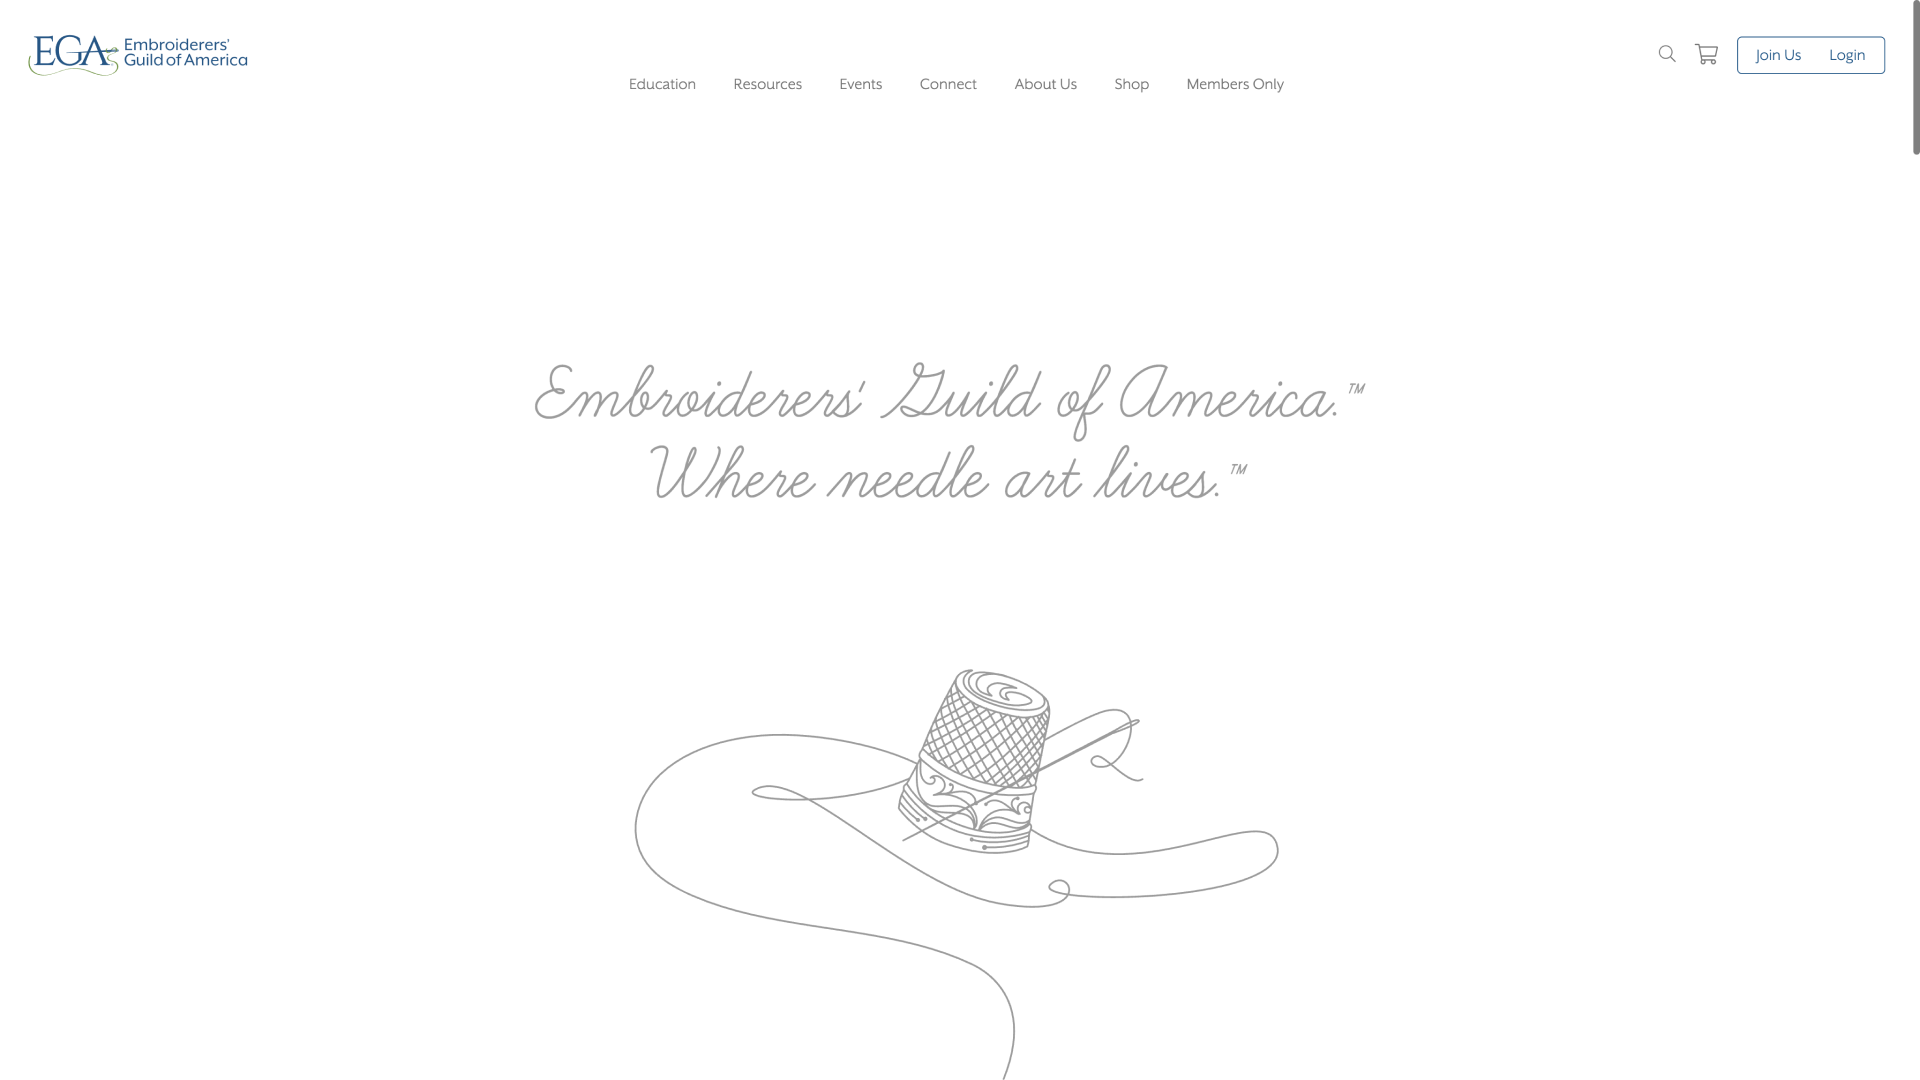 EGA Embroiderers'
Guild of America
Join Us Login
Education Resources Events Connect About Us Shop Members Only
Embroiderers' Guild of America.™
Where needle art lives.™